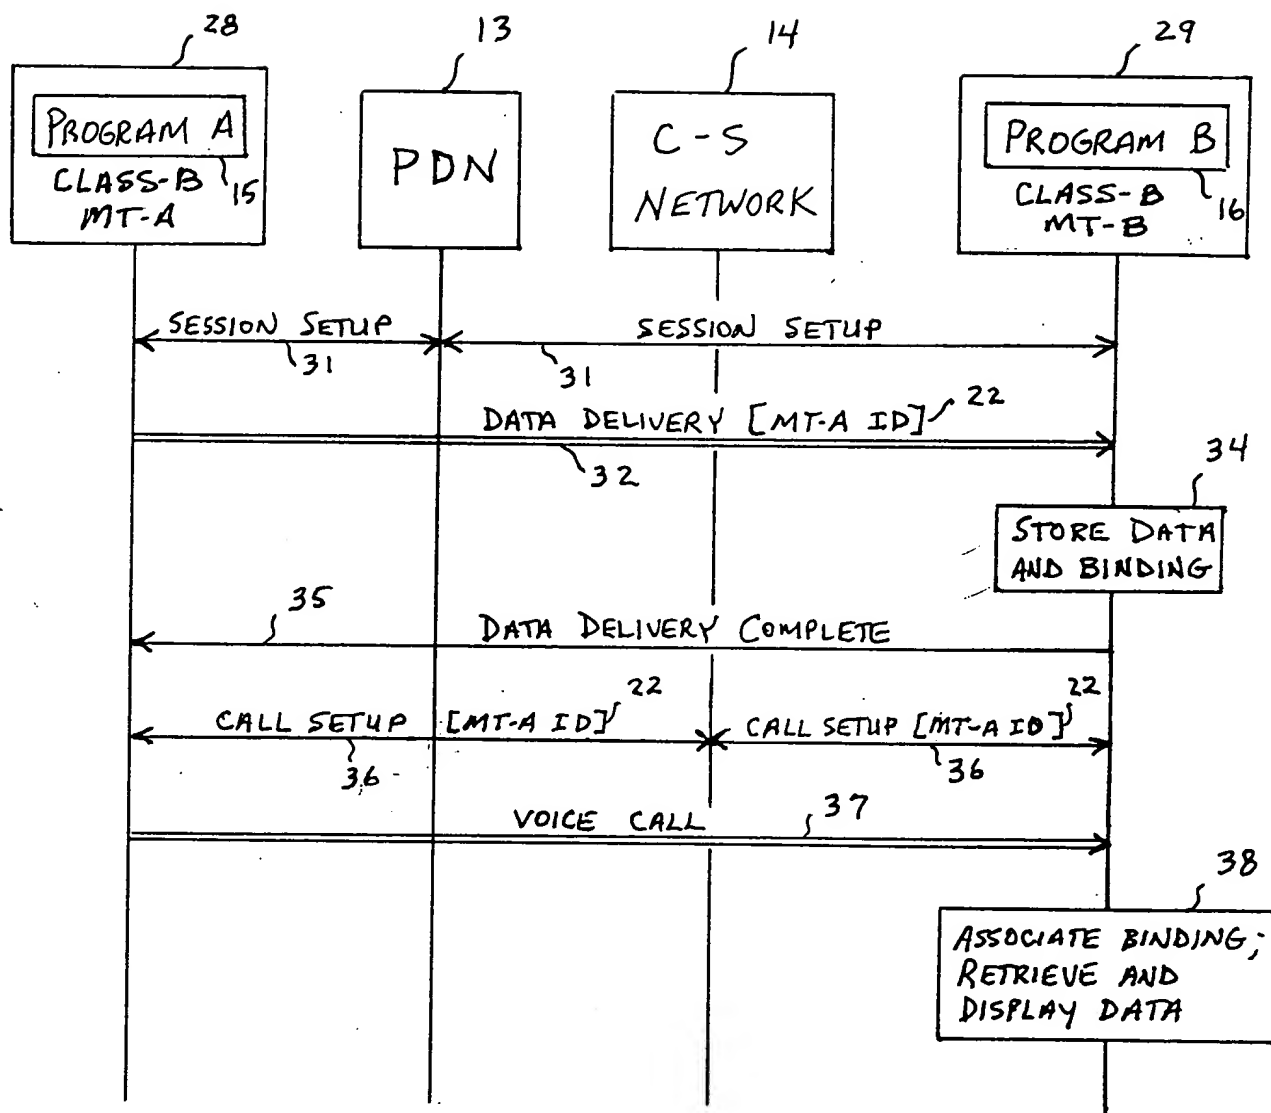 28
13
14
29
PROGRAM A
15
CLASS-B
MT-A
PDN
C-S
NETWORK
PROGRAM B
16
CLASS-B
MT-B
SESSION SETUP
31
SESSION SETUP
31
DATA DELIVERY [MT-A ID] 22
32
34
STORE DATA
AND BINDING
35
DATA DELIVERY COMPLETE
CALL SETUP [MT-A ID] 22
36
CALL SETUP [MT-A ID] 22
36
VOICE CALL
37
38
ASSOCIATE BINDING;
RETRIEVE AND
DISPLAY DATA